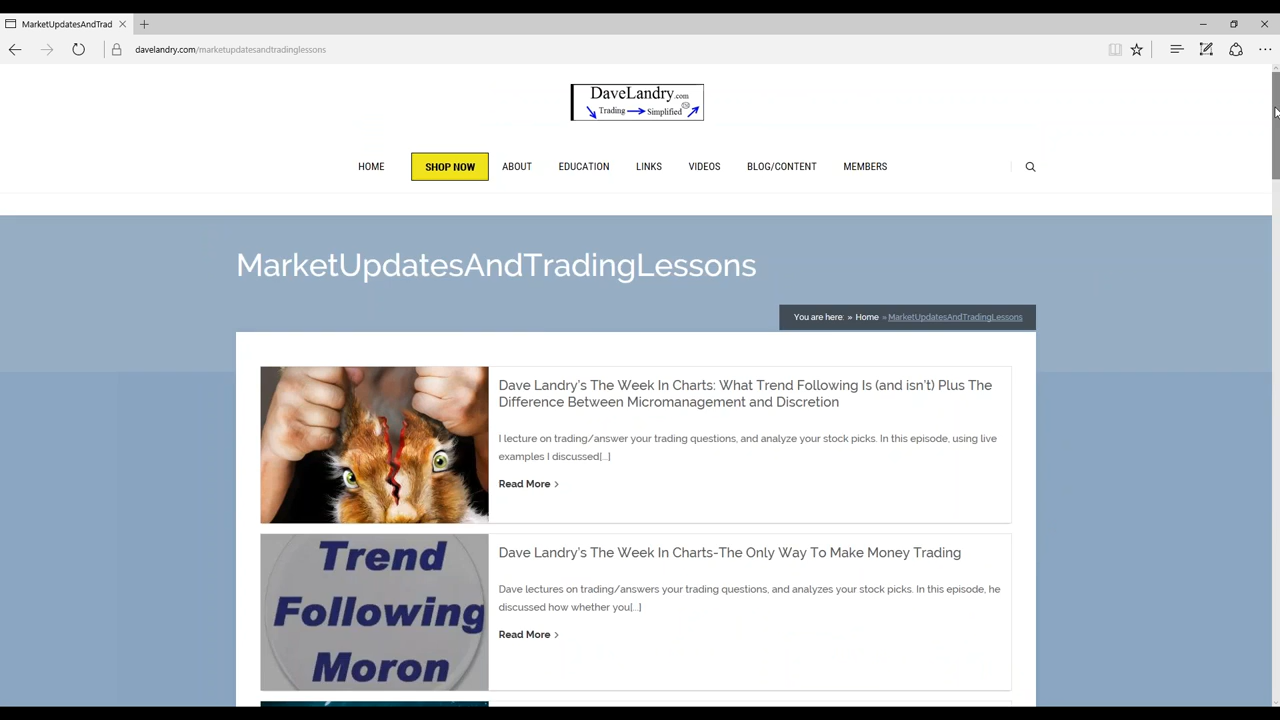 MarketUpdatesAndTrad
davelandry.com/marketupdatesandtradinglessons
DaveLandry.com
Trading Simplified
HOME SHOP NOW ABOUT EDUCATION LINKS VIDEOS BLOG/CONTENT MEMBERS
MarketUpdatesAndTradingLessons
You are here: » Home » MarketUpdatesAndTradingLessons
Dave Landry's The Week In Charts: What Trend Following Is (and isn't) Plus The
Difference Between Micromanagement and Discretion
I lecture on trading/answer your trading questions, and analyze your stock picks. In this episode, using live
examples I discussed[...]
Read More
Trend
Following
Moron
Dave Landry's The Week In Charts-The Only Way To Make Money Trading
Dave lectures on trading/answers your trading questions, and analyzes your stock picks. In this episode, he
discussed how whether you[...]
Read More